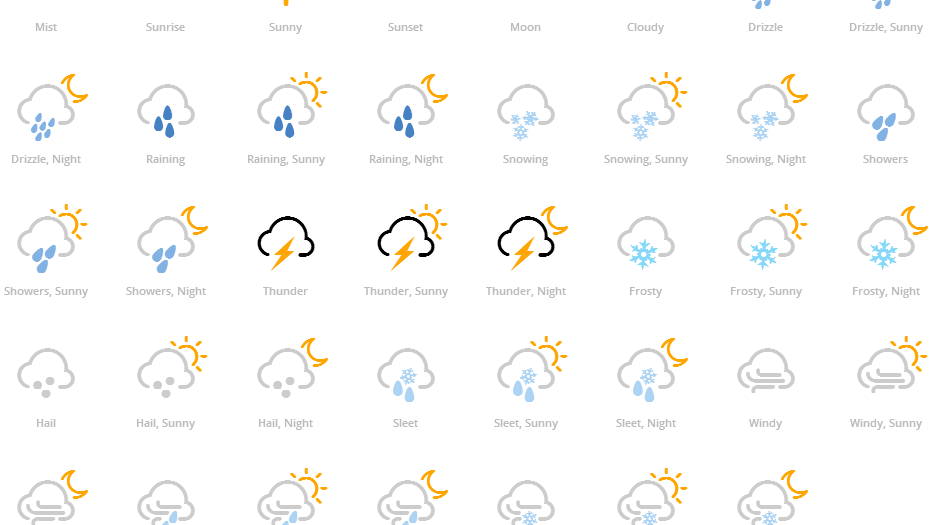 Mist Sunrise Sunny Sunset Moon Cloudy Drizzle Drizzle, Sunny
Drizzle, Night Raining Raining, Sunny Raining, Night Snowing Snowing, Sunny Snowing, Night Showers
Showers, Sunny Showers, Night Thunder Thunder, Sunny Thunder, Night Frosty Frosty, Sunny Frosty, Night
Hail Hail, Sunny Hail, Night Sleet Sleet, Sunny Sleet, Night Windy Windy, Sunny